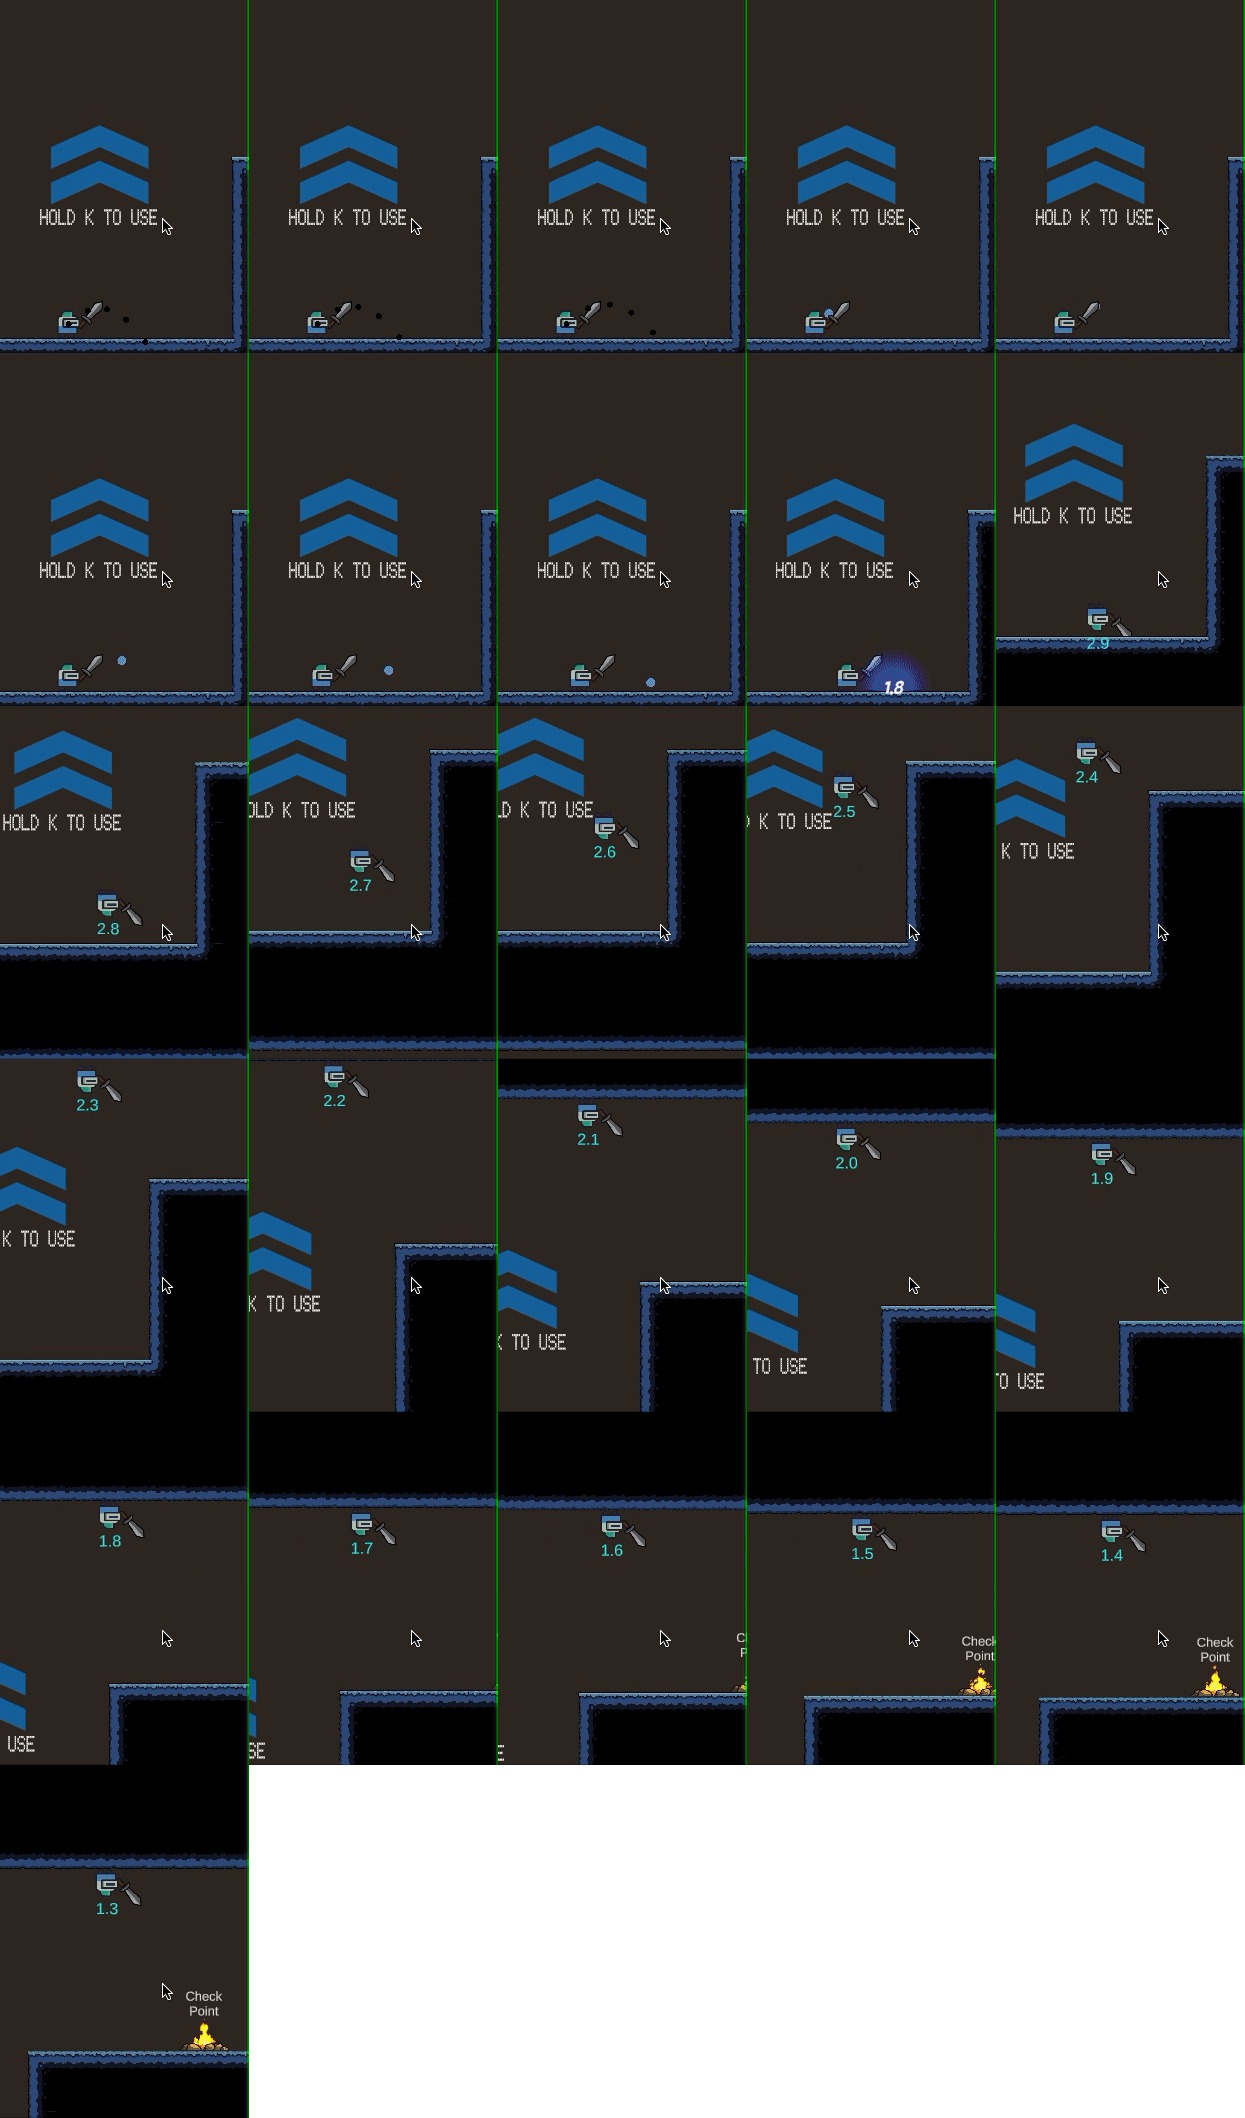 HOLD K TO USE
HOLD K TO USE
HOLD K TO USE
HOLD K TO USE
HOLD K TO USE
HOLD K TO USE
HOLD K TO USE
HOLD K TO USE
HOLD K TO USE
1.8
HOLD K TO USE
2.9
HOLD K TO USE
2.8
OLD K TO USE
2.7
LD K TO USE
2.6
K TO USE
2.5
K TO USE
2.4
2.3
K TO USE
2.2
K TO USE
2.1
K TO USE
2.0
TO USE
1.9
TO USE
1.8
USE
1.7
SE
1.6
C
P
E
1.5
Check
Point
1.4
Check
Point
1.3
Check
Point